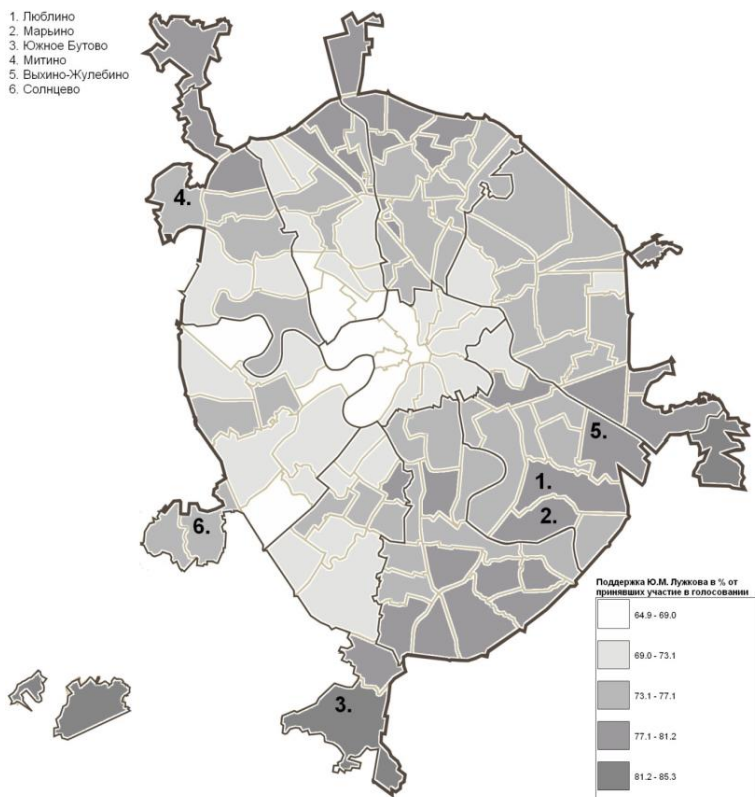 1. Люблино
2. Марьино
3. Южное Бутово
4. Митино
5. Выхино-Жулебино
6. Солнцево
4.
5.
1.
2.
6.
3.
Поддержка Ю.М. Лужкова в % от
принявших участие в голосовании
64.9 - 69.0
69.0 - 73.1
73.1 - 77.1
77.1 - 81.2
81.2 - 85.3